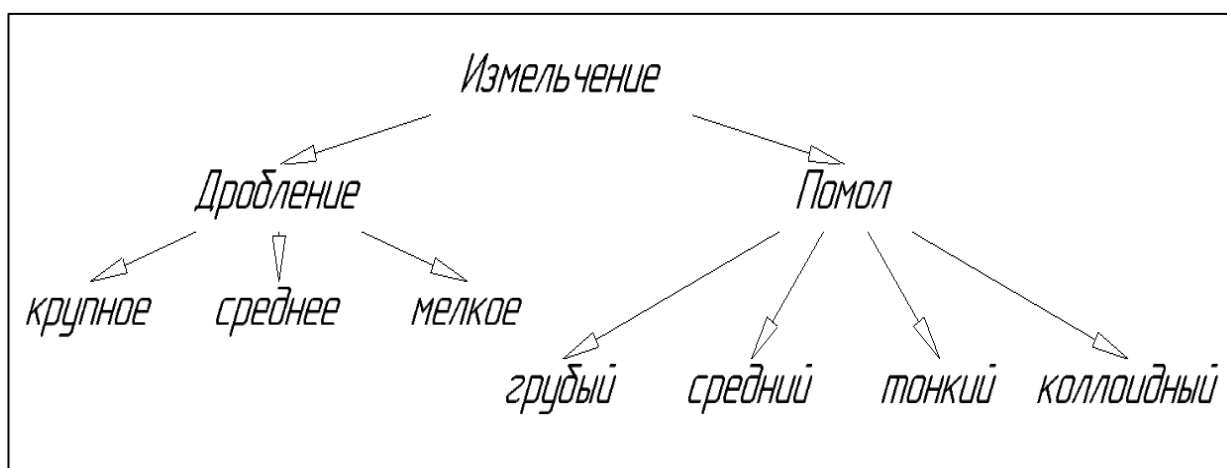 Измельчение
Дробление
Помол
крупное
среднее
мелкое
грубый
средний
тонкий
коллоидный